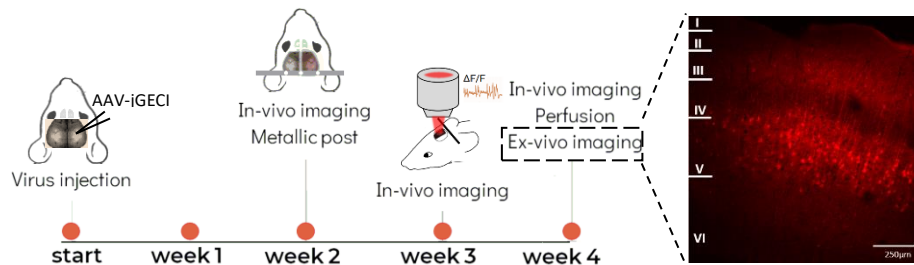 AAV-jGECI
Virus injection
In-vivo imaging
Metallic post
ΔF/F
In-vivo imaging
In-vivo imaging
Perfusion
Ex-vivo imaging
start
week 1
week 2
week 3
week 4
I
II
III
IV
V
VI
250μm